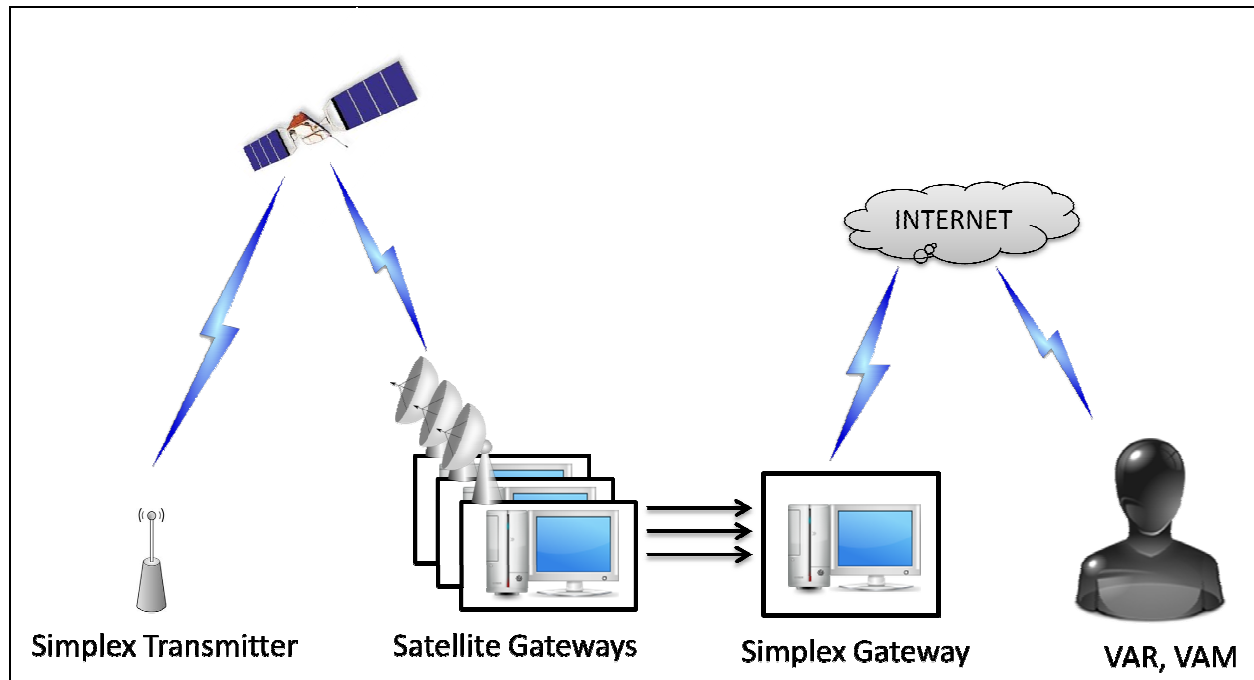 INTERNET
Simplex Transmitter
Satellite Gateways
Simplex Gateway
VAR, VAM